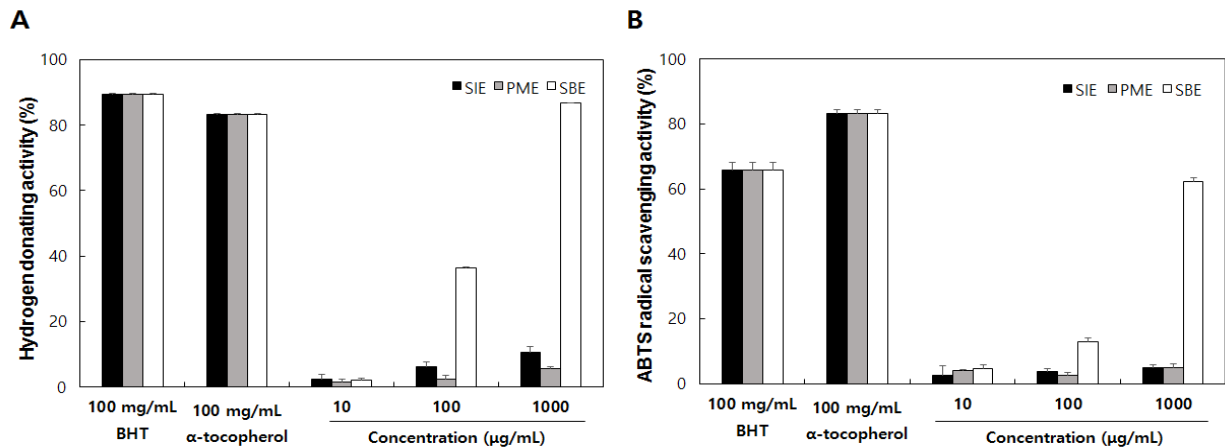 A
Hydrogen donating activity (%)
100
80
60
40
20
0
SIE PME SBE
100 mg/mL 100 mg/mL 10 100 1000
BHT α-tocopherol Concentration (μg/mL)
B
ABTS radical scavenging activity (%)
100
80
60
40
20
0
SIE PME SBE
100 mg/mL 100 mg/mL 10 100 1000
BHT α-tocopherol Concentration (μg/mL)